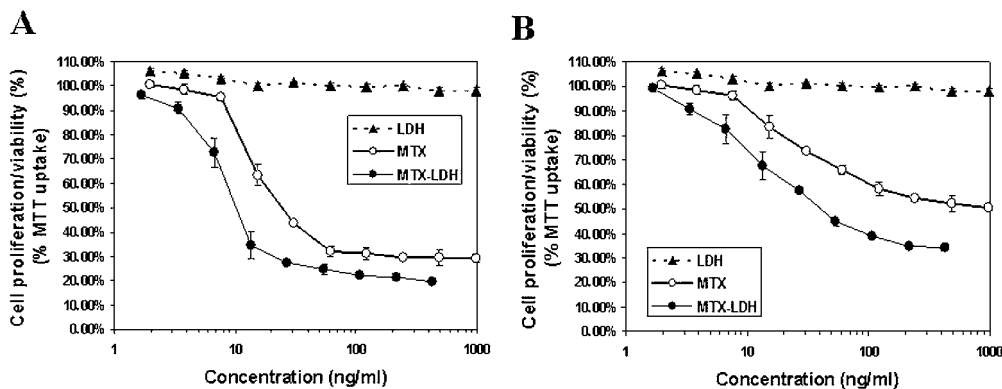 A
Cell proliferation/viability (%)
(% MTT uptake)
110.00%
100.00%
90.00%
80.00%
70.00%
60.00%
50.00%
40.00%
30.00%
20.00%
10.00%
0.00%
LDH
MTX
MTX-LDH
1
10
100
1000
Concentration (ng/ml)
B
Cell proliferation/viability (%)
(% MTT uptake)
110.00%
100.00%
90.00%
80.00%
70.00%
60.00%
50.00%
40.00%
30.00%
20.00%
10.00%
0.00%
LDH
MTX
MTX-LDH
1
10
100
1000
Concentration (ng/ml)